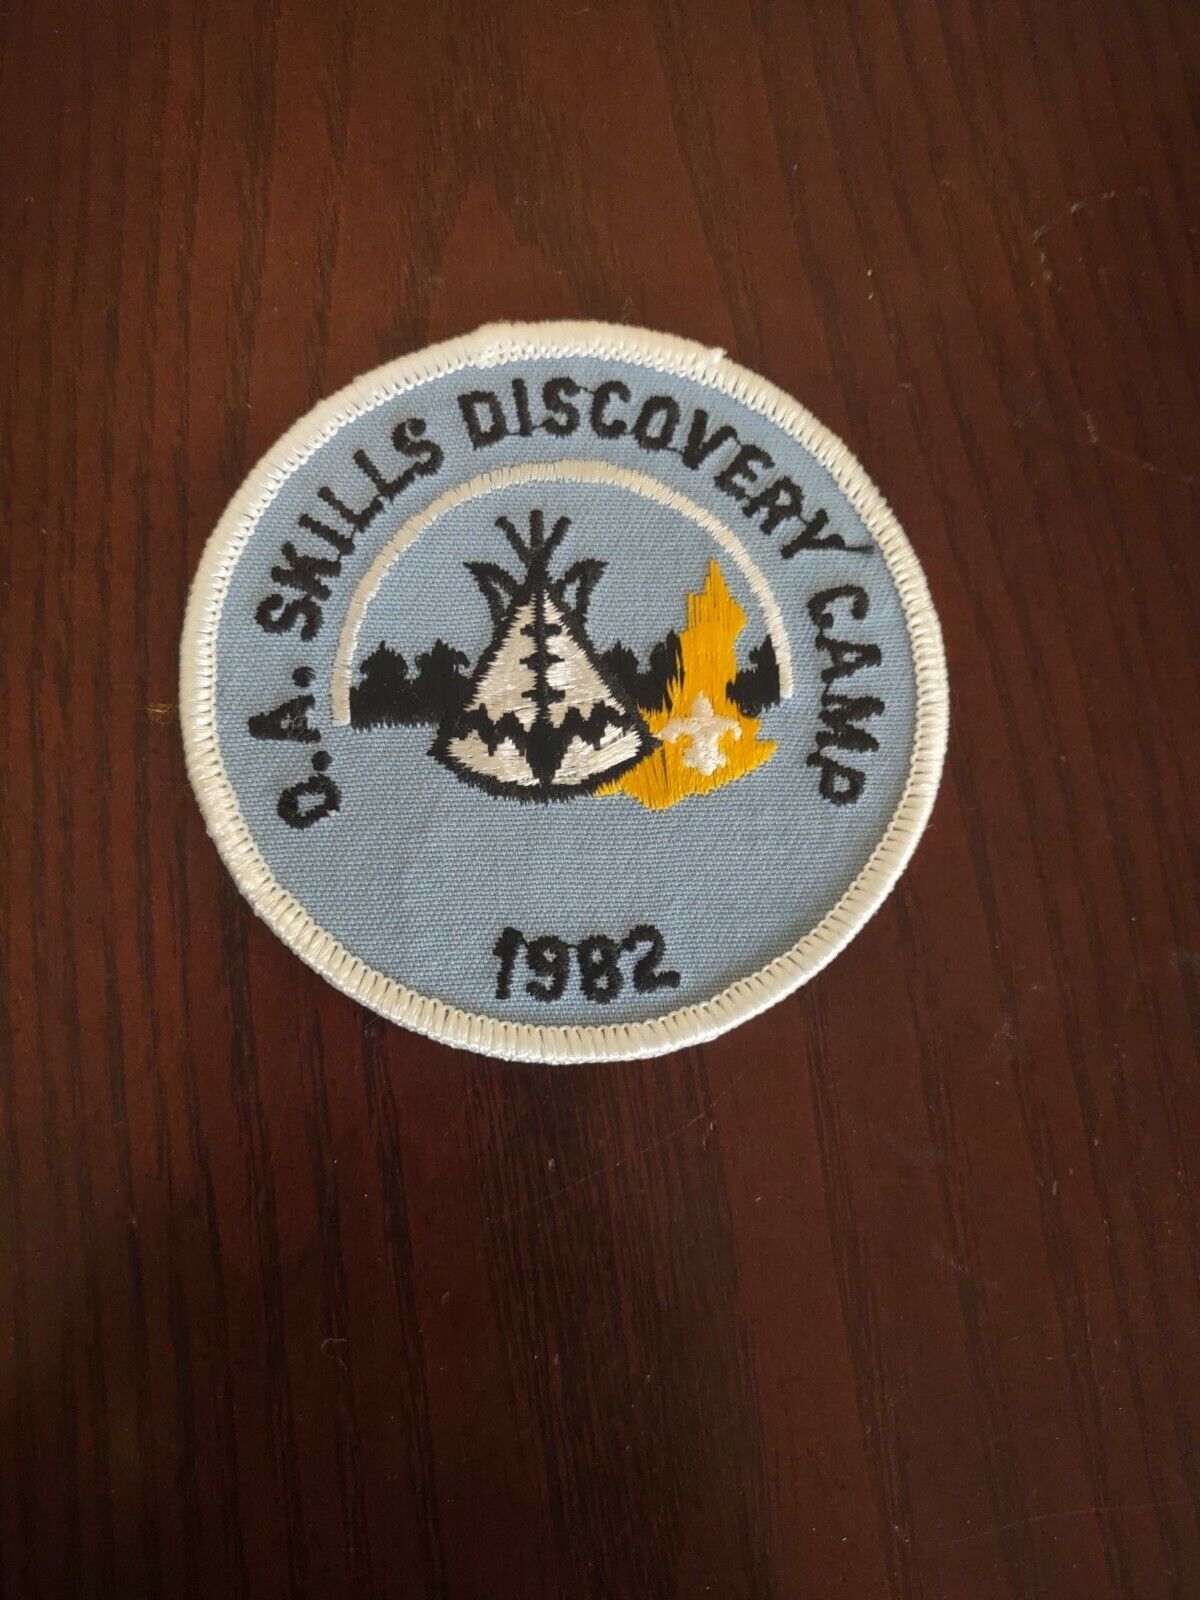 O.A. SKILLS DISCOVERY CAMP
1982